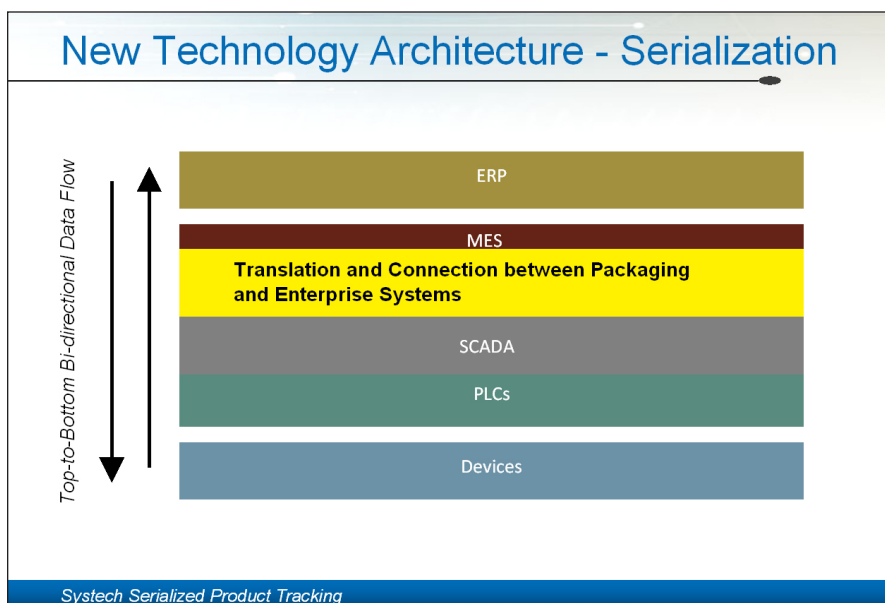 New Technology Architecture - Serialization
Top-to-Bottom Bi-directional Data Flow
ERP
MES
Translation and Connection between Packaging
and Enterprise Systems
SCADA
PLCs
Devices
Systech Serialized Product Tracking